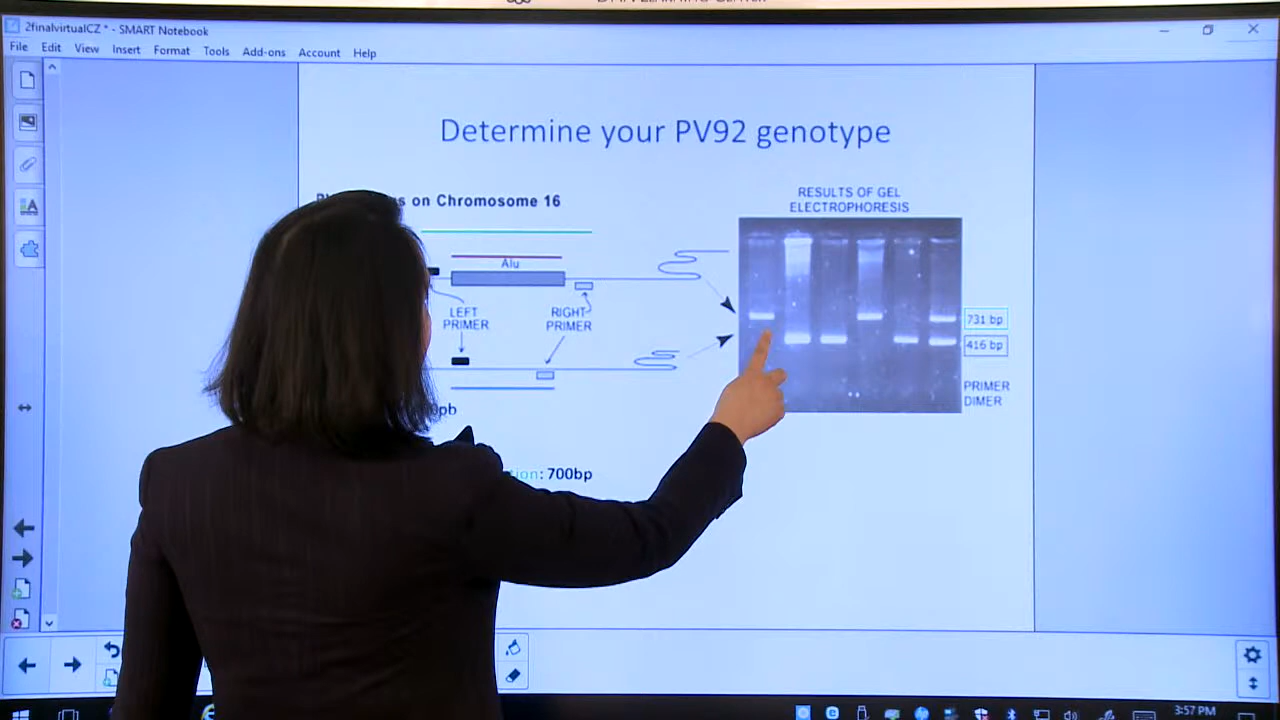 2finalvirtualCZ * - SMART Notebook
File Edit View Insert Format Tools Add-ons Account Help
Determine your PV92 genotype
on Chromosome 16
RESULTS OF GEL
ELECTROPHORESIS
Alu
LEFT
PRIMER
RIGHT
PRIMER
731 bp
416 bp
PRIMER
DIMER
: 700bp
3:57 PM